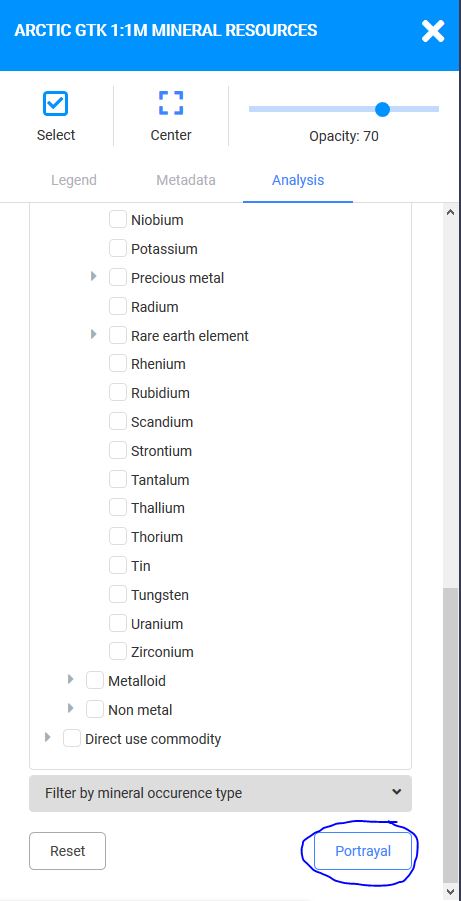 ARCTIC GTK 1:1M MINERAL RESOURCES
Select
Center
Opacity: 70
Legend
Metadata
Analysis
Niobium
Potassium
Precious metal
Radium
Rare earth element
Rhenium
Rubidium
Scandium
Strontium
Tantalum
Thallium
Thorium
Tin
Tungsten
Uranium
Zirconium
Metalloid
Non metal
Direct use commodity
Filter by mineral occurence type
Reset
Portrayal